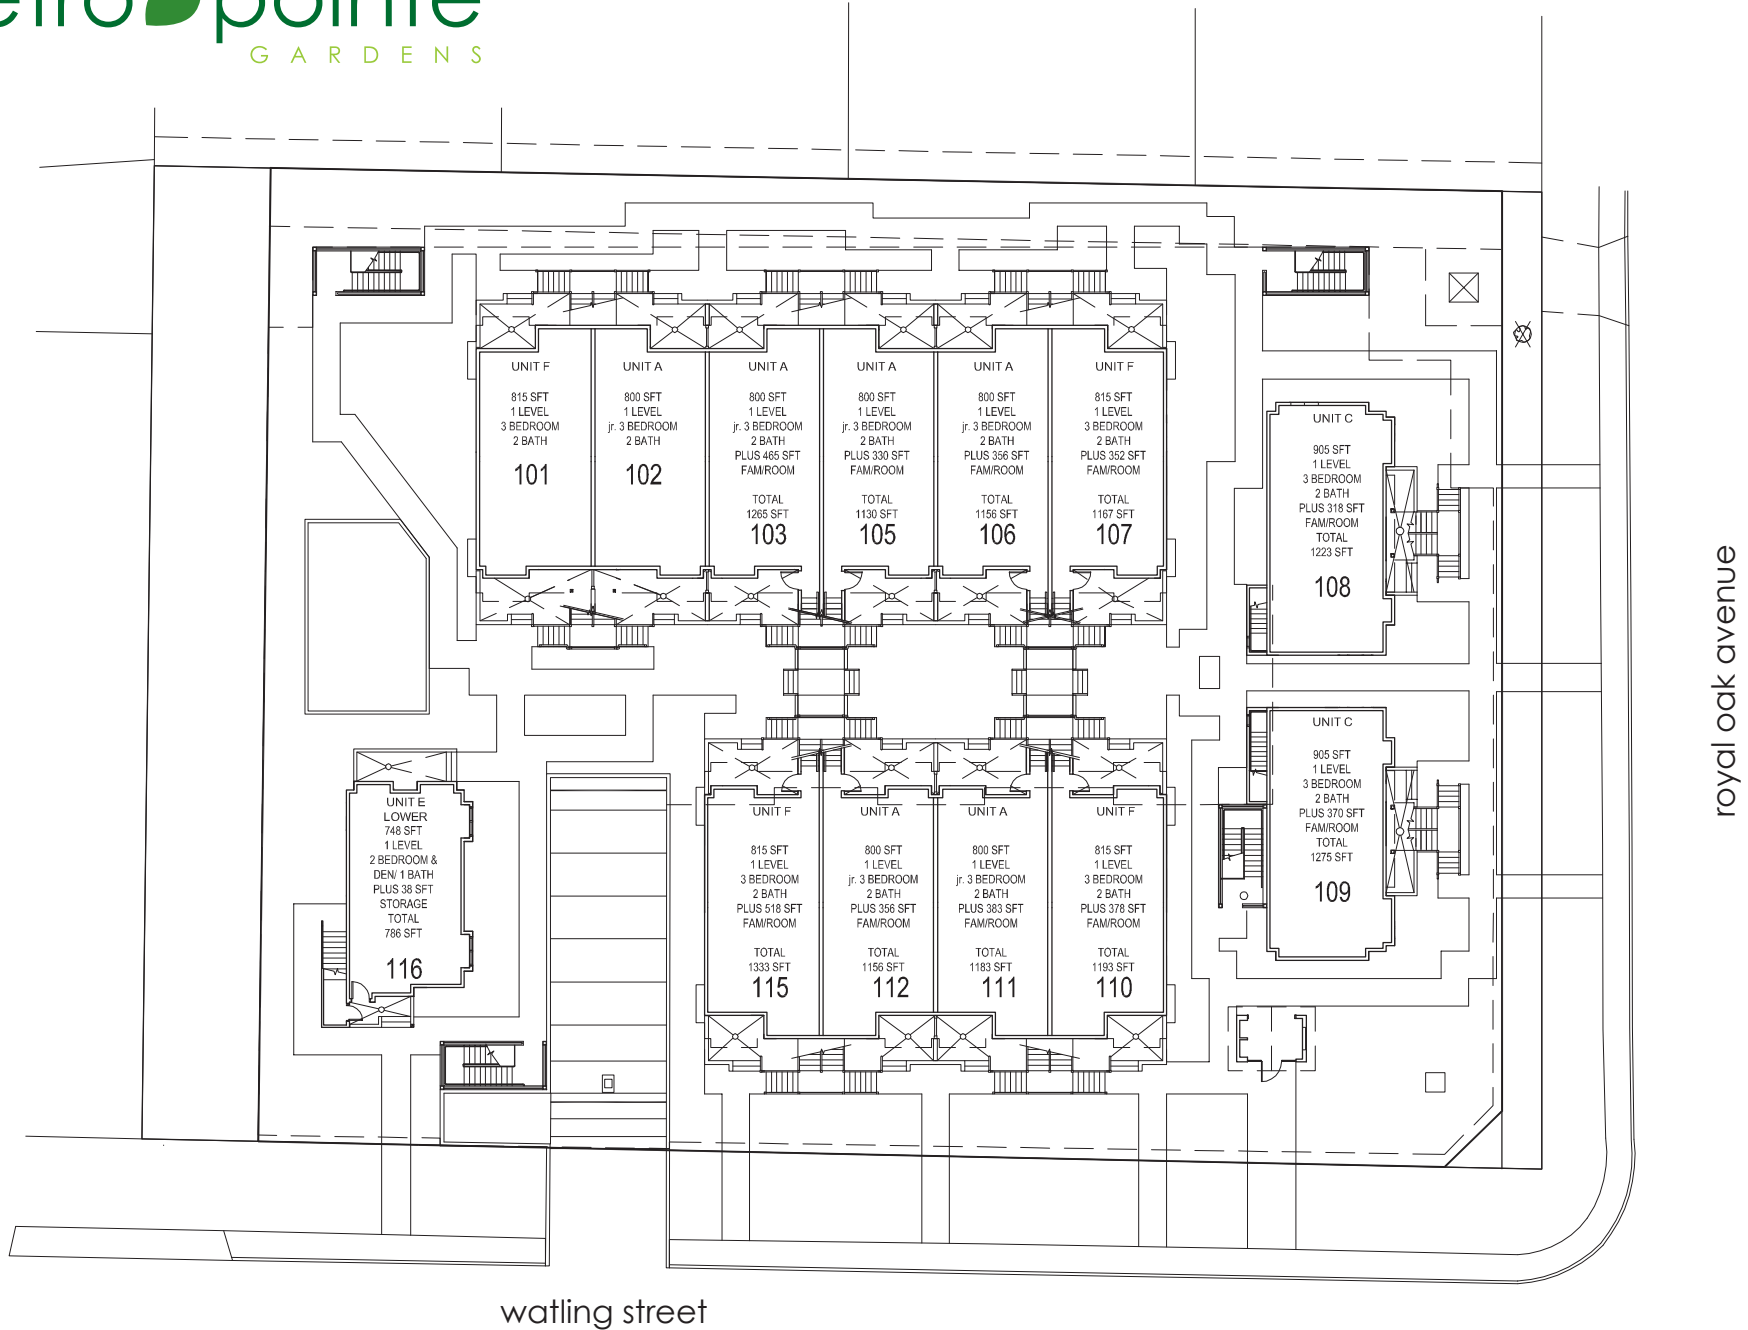 pointe
GARDENS
UNIT F
815 SFT
1 LEVEL
3 BEDROOM
2 BATH
101
UNIT A
800 SFT
1 LEVEL
jr. 3 BEDROOM
2 BATH
102
UNIT A
800 SFT
1 LEVEL
jr. 3 BEDROOM
2 BATH
PLUS 465 SFT
FAM/ROOM
TOTAL
1265 SFT
103
UNIT A
800 SFT
1 LEVEL
jr. 3 BEDROOM
2 BATH
PLUS 330 SFT
FAM/ROOM
TOTAL
1130 SFT
105
UNIT A
800 SFT
1 LEVEL
jr. 3 BEDROOM
2 BATH
PLUS 356 SFT
FAM/ROOM
TOTAL
1156 SFT
106
UNIT F
815 SFT
1 LEVEL
3 BEDROOM
2 BATH
PLUS 352 SFT
FAM/ROOM
TOTAL
1167 SFT
107
UNIT C
905 SFT
1 LEVEL
3 BEDROOM
2 BATH
PLUS 318 SFT
FAM/ROOM
TOTAL
1223 SFT
108
UNIT C
905 SFT
1 LEVEL
3 BEDROOM
2 BATH
PLUS 370 SFT
FAM/ROOM
TOTAL
1275 SFT
109
UNIT E
LOWER
748 SFT
1 LEVEL
2 BEDROOM &
DEN/ 1 BATH
PLUS 38 SFT
STORAGE
TOTAL
786 SFT
116
UNIT F
815 SFT
1 LEVEL
3 BEDROOM
2 BATH
PLUS 518 SFT
FAM/ROOM
TOTAL
1333 SFT
115
UNIT A
800 SFT
1 LEVEL
jr. 3 BEDROOM
2 BATH
PLUS 356 SFT
FAM/ROOM
TOTAL
1156 SFT
112
UNIT A
800 SFT
1 LEVEL
jr. 3 BEDROOM
2 BATH
PLUS 383 SFT
FAM/ROOM
TOTAL
1183 SFT
111
UNIT F
815 SFT
1 LEVEL
3 BEDROOM
2 BATH
PLUS 378 SFT
FAM/ROOM
TOTAL
1193 SFT
110
royal oak avenue
watling street